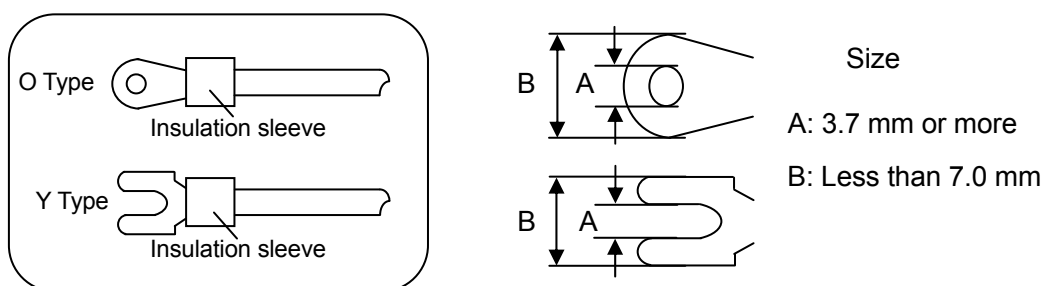 O Type
Insulation sleeve
Y Type
Insulation sleeve
B
A
B
A
Size
A: 3.7 mm or more
B: Less than 7.0 mm